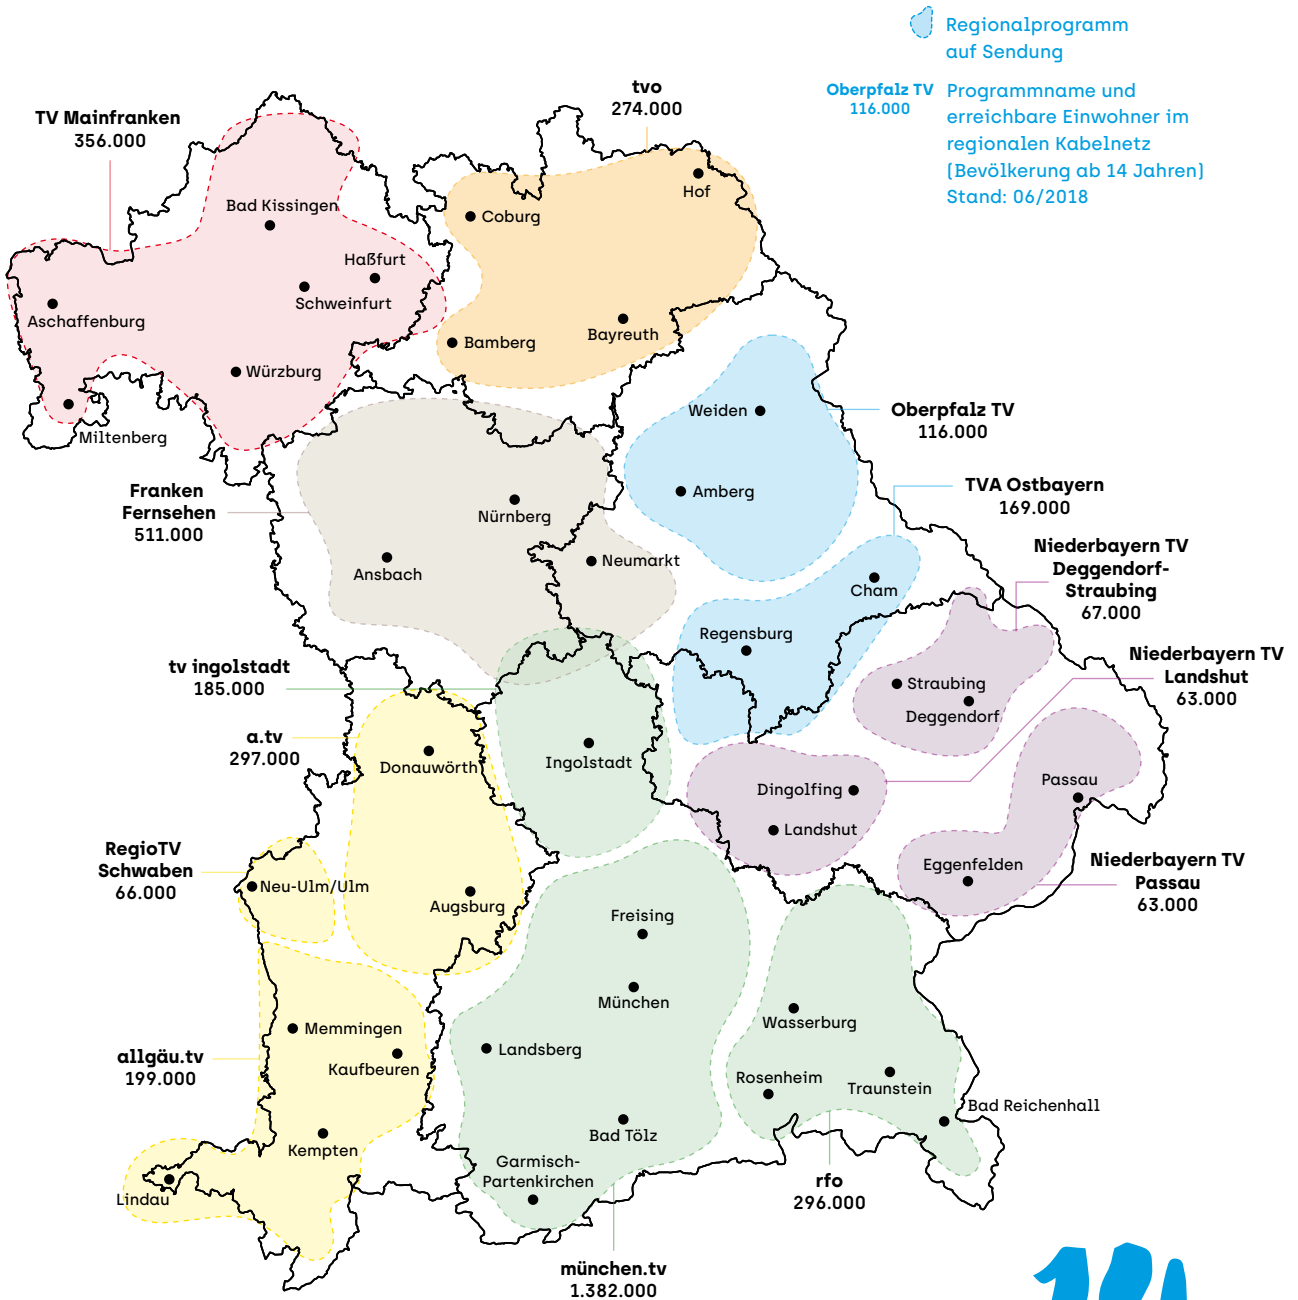 Regionalprogramm
auf Sendung
Oberpfalz TV
116.000
Programmname und
erreichbare Einwohner im
regionalen Kabelnetz
(Bevölkerung ab 14 Jahren)
Stand: 06/2018
TV Mainfranken
356.000
tvo
274.000
Hof
Coburg
Bad Kissingen
Haßfurt
Schweinfurt
Aschaffenburg
Bayreuth
Bamberg
Würzburg
Miltenberg
Weiden
Oberpfalz TV
116.000
Amberg
TVA Ostbayern
169.000
Franken
Fernsehen
511.000
Nürnberg
Ansbach
Neumarkt
Cham
Niederbayern TV
Deggendorf-
Straubing
67.000
Regensburg
tv ingolstadt
185.000
Niederbayern TV
Landshut
63.000
Straubing
Deggendorf
a.tv
297.000
Donauwörth
Ingolstadt
Dingolfing
Passau
Landshut
RegioTV
Schwaben
66.000
Neu-Ulm/Ulm
Augsburg
Eggenfelden
Niederbayern TV
Passau
63.000
Freising
München
Wasserburg
Memmingen
Kaufbeuren
Landsberg
allgäu.tv
199.000
Rosenheim
Traunstein
Bad Reichenhall
Kempten
Bad Tölz
Garmisch-
Partenkirchen
Lindau
rfo
296.000
münchen.tv
1.382.000